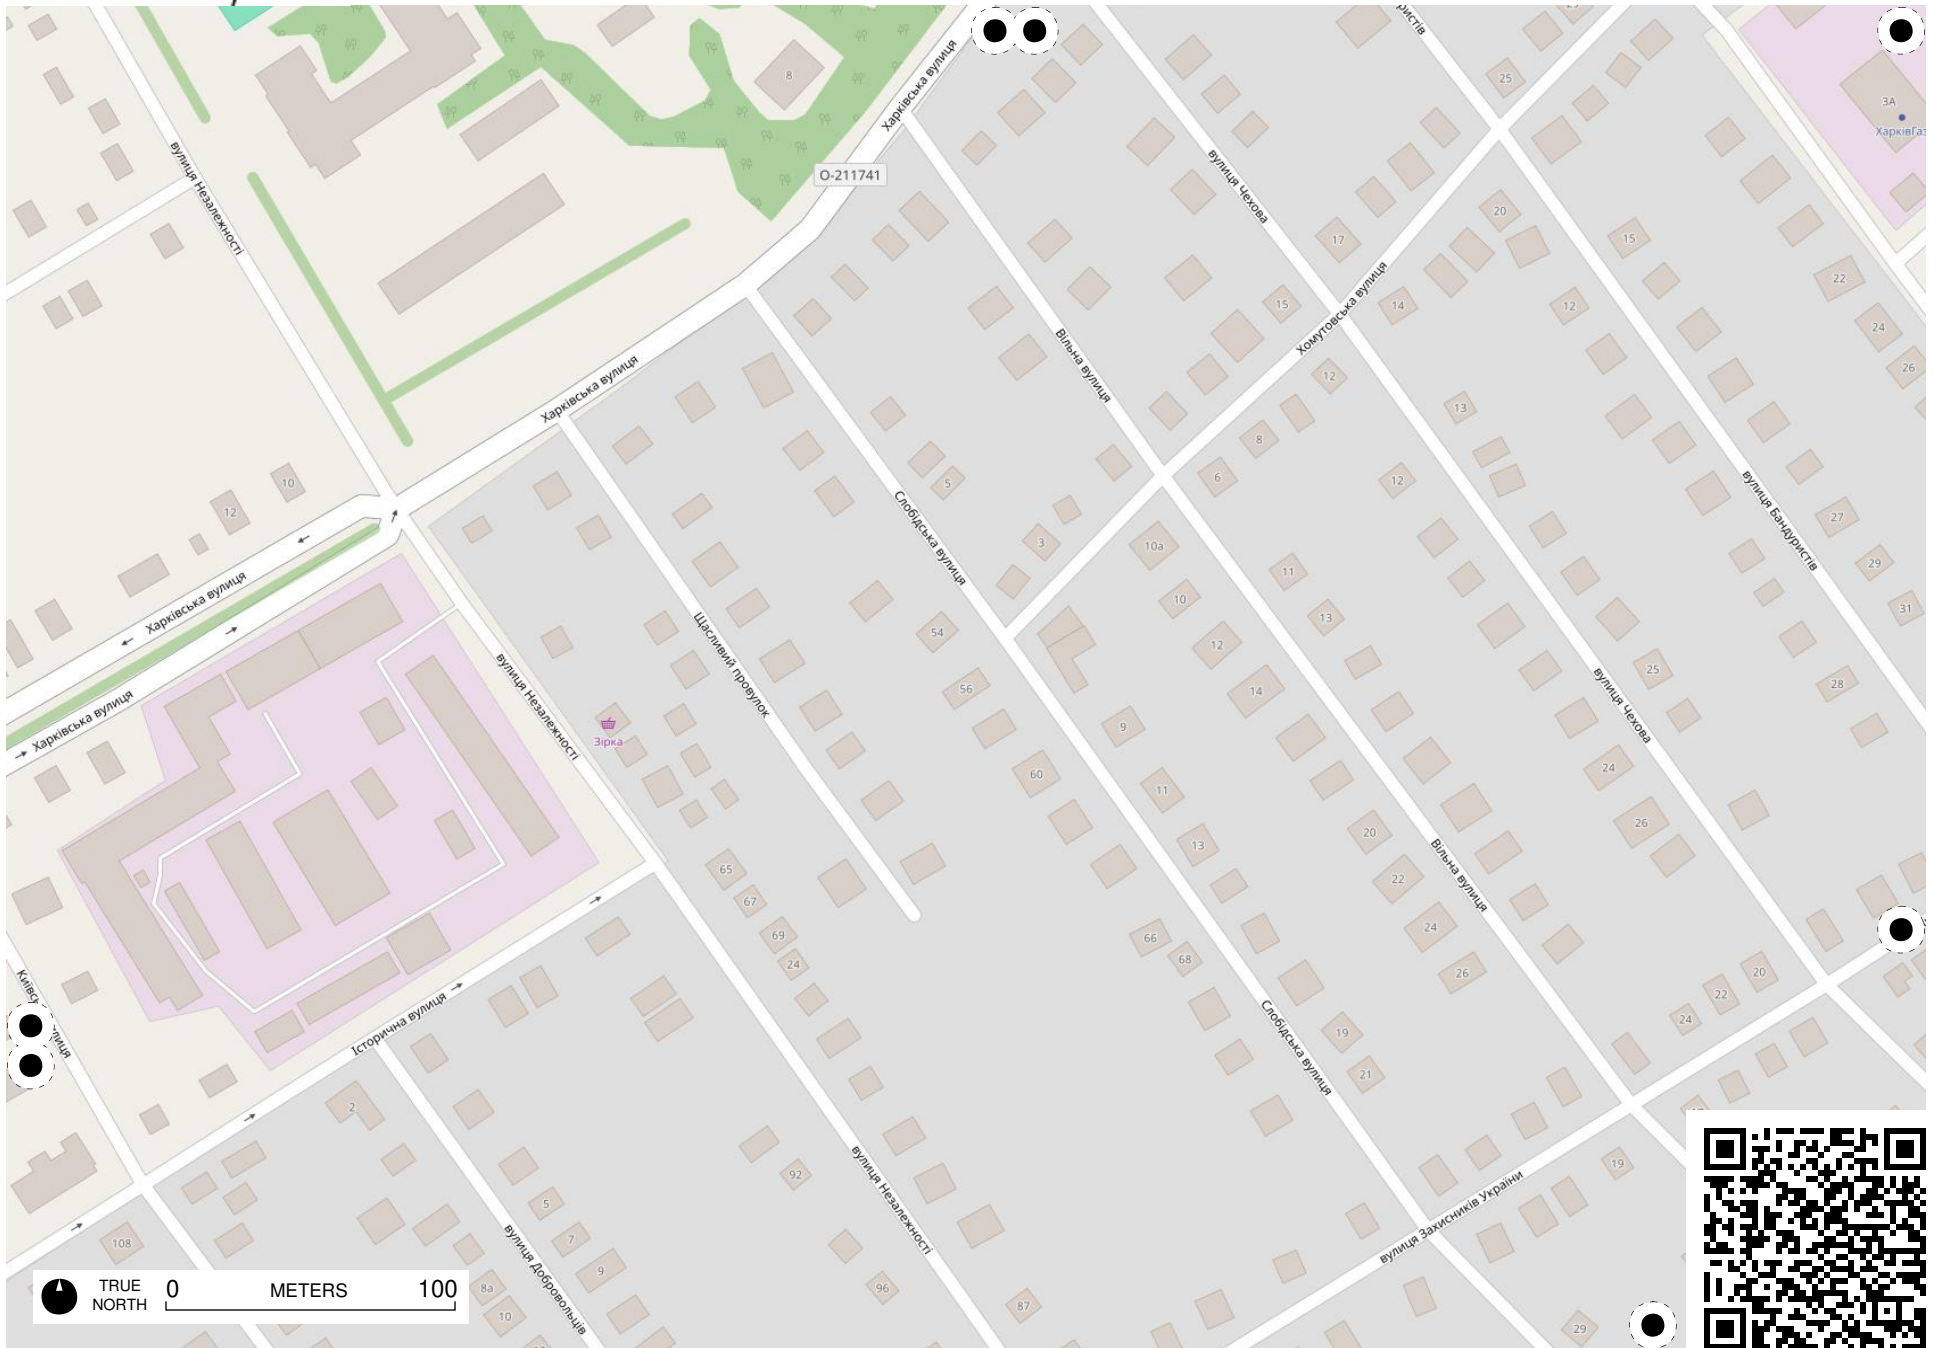 8
25
3А
ХарківГаз
Харківська вулиця
вулиця Незалежності
О-211741
вулиця Чехова
20
15
17
22
12
14
15
24
Хомутовська вулиця
26
Вільна вулиця
12
Харківська вулиця
13
8
10
5
6
12
12
27
Слобідська вулиця
вулиця Бандуристів
3
10а
11
29
Харківська вулиця
10
31
13
54
12
Щасливий провулок
25
56
14
28
вулиця Незалежності
Харківська вулиця
Зірка
9
вулиця Чехова
60
24
11
26
20
13
65
22
Вільна вулиця
67
24
69
66
24
68
26
20
22
24
Історична вулиця
19
Слобідська вулиця
21
2
92
19
5
вулиця Незалежності
вулиця Захисників України
7
108
9
вулиця Добровольців
8а
96
87
10
29
TRUE
NORTH
0 METERS 100